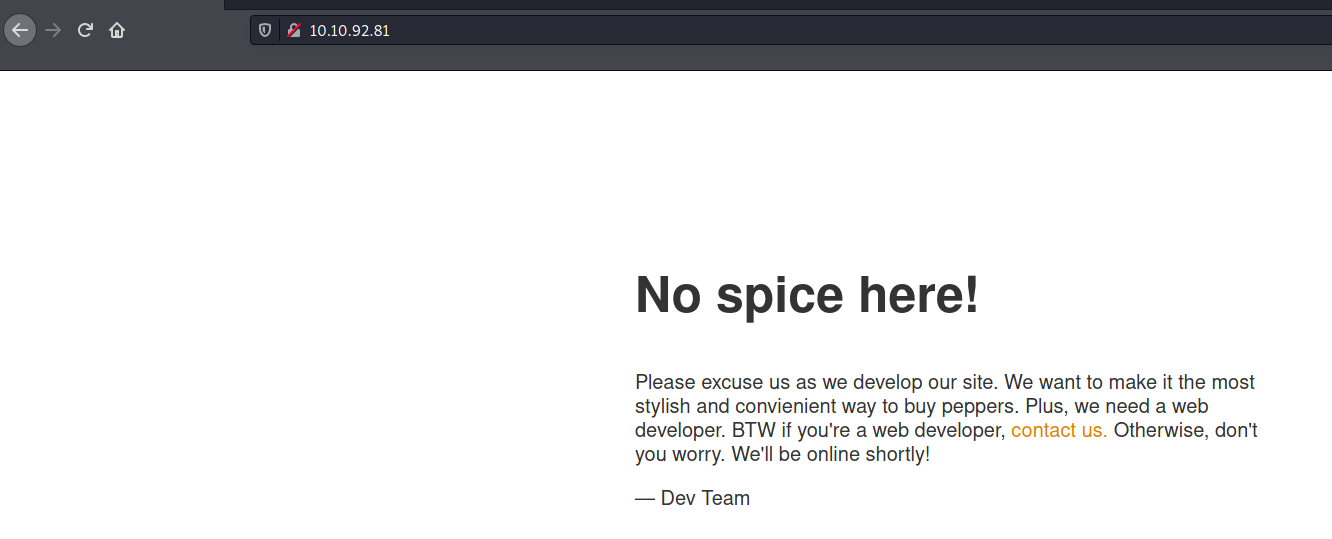 10.10.92.81
No spice here!
Please excuse us as we develop our site. We want to make it the most
stylish and convienient way to buy peppers. Plus, we need a web
developer. BTW if you're a web developer, contact us. Otherwise, don't
you worry. We'll be online shortly!
— Dev Team